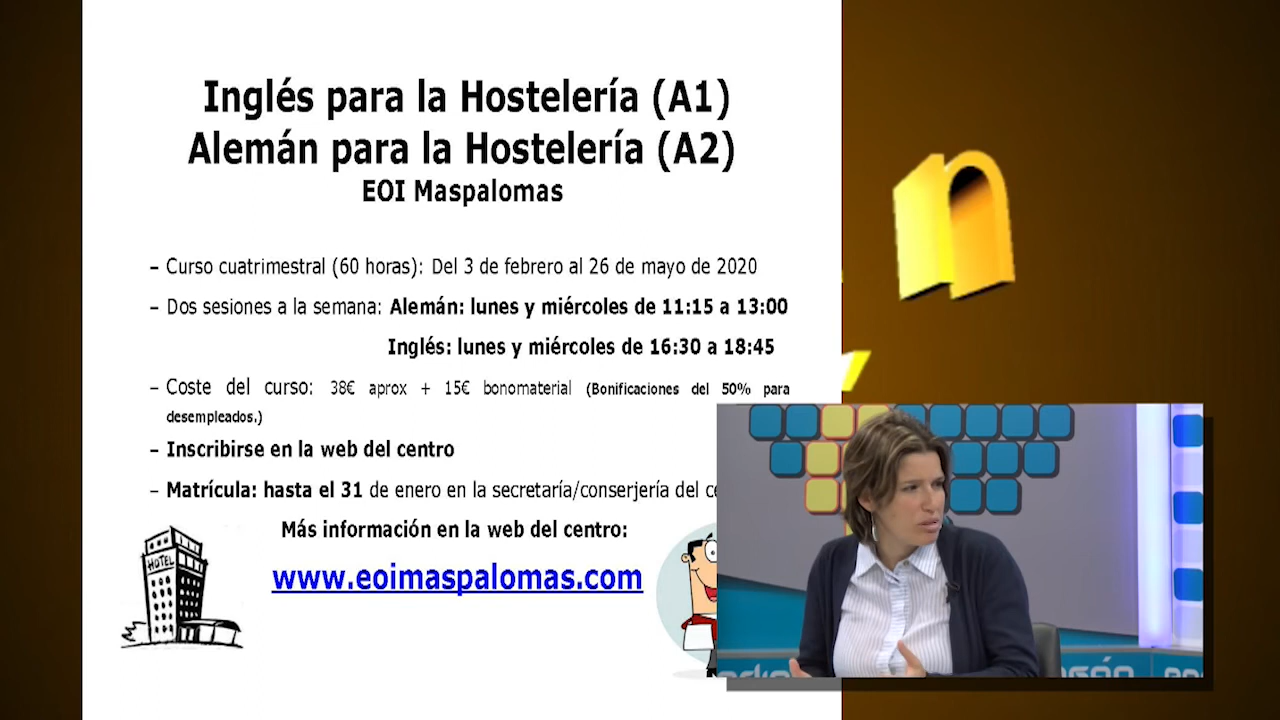 Inglés para la Hostelería (A1)
Alemán para la Hostelería (A2)
EOI Maspalomas
– Curso cuatrimestral (60 horas): Del 3 de febrero al 26 de mayo de 2020
– Dos sesiones a la semana: Alemán: lunes y miércoles de 11:15 a 13:00
Inglés: lunes y miércoles de 16:30 a 18:45
– Coste del curso: 38€ aprox + 15€ bonomaterial (Bonificaciones del 50% para
desempleados.)
– Inscribirse en la web del centro
– Matrícula: hasta el 31 de enero en la secretaría/conserjería del
Más información en la web del centro:
www.eoimaspalomas.com
HOTEL
n